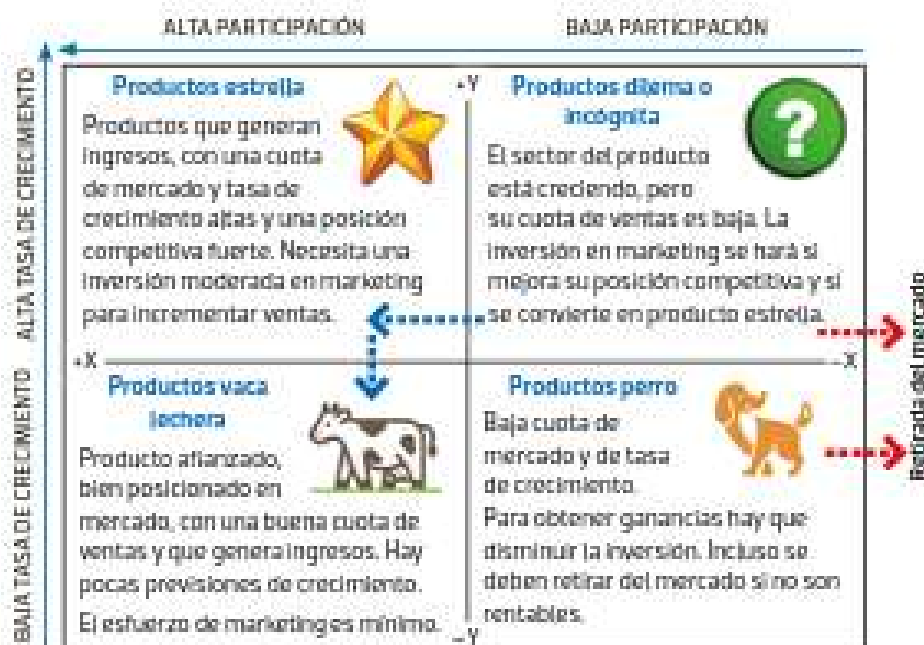 ALTA PARTICIPACIÓN
BAJA PARTICIPACIÓN
ALTA TASA DE CRECIMIENTO
+Y
Productos estrella
Productos que generan
ingresos, con una cuota
de mercado y tasa de
crecimiento altas y una posición
competitiva fuerte. Necesita una
inversión moderada en marketing
para incrementar ventas.
Productos dilema o
incógnita
?
El sector del producto
está creciendo, pero
su cuota de ventas es baja. La
inversión en marketing se hará si
mejora su posición competitiva y si
se convierte en producto estrella.
+X
-X
BAJA TASA DE CRECIMIENTO
Productos vaca
lechera
Producto afianzado,
bien posicionado en
mercado, con una buena cuota de
ventas y que genera ingresos. Hay
pocas previsiones de crecimiento.
El esfuerzo de marketing es mínimo.
Productos perro
Baja cuota de
mercado y de tasa
de crecimiento.
Para obtener ganancias hay que
disminuir la inversión. Incluso se
deben retirar del mercado si no son
rentables.
-Y
Retirada del mercado